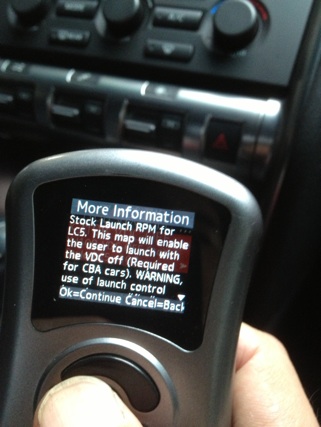 More Information
Stock Launch RPM for
LC5. This map will enable
the user to launch with
the VDC off (Required
for CBA cars). WARNING,
use of launch control
Ok=Continue Cancel=Back